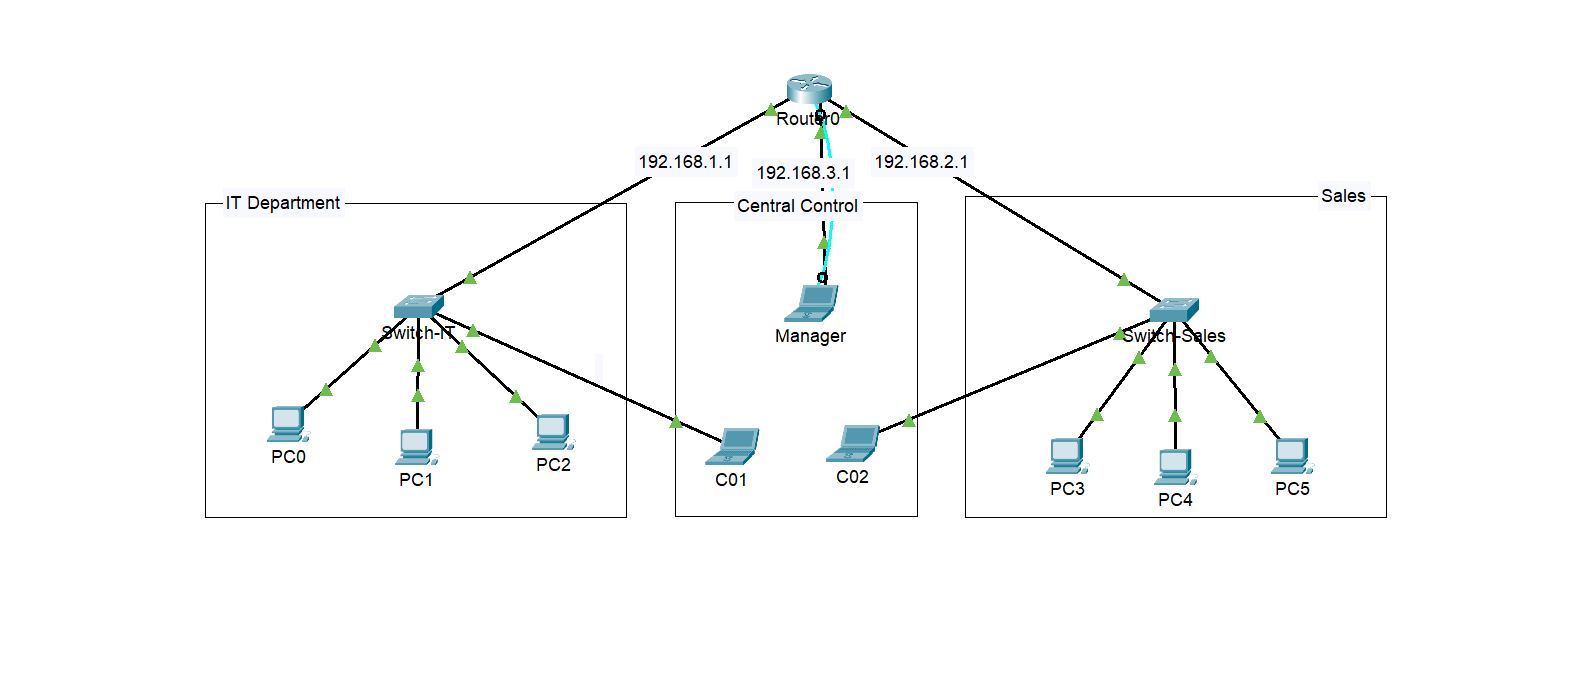 Router0
192.168.1.1
192.168.3.1
192.168.2.1
IT Department
Central Control
Sales
Switch-IT
Manager
Switch-Sales
PC0
PC1
PC2
C01
C02
PC3
PC4
PC5